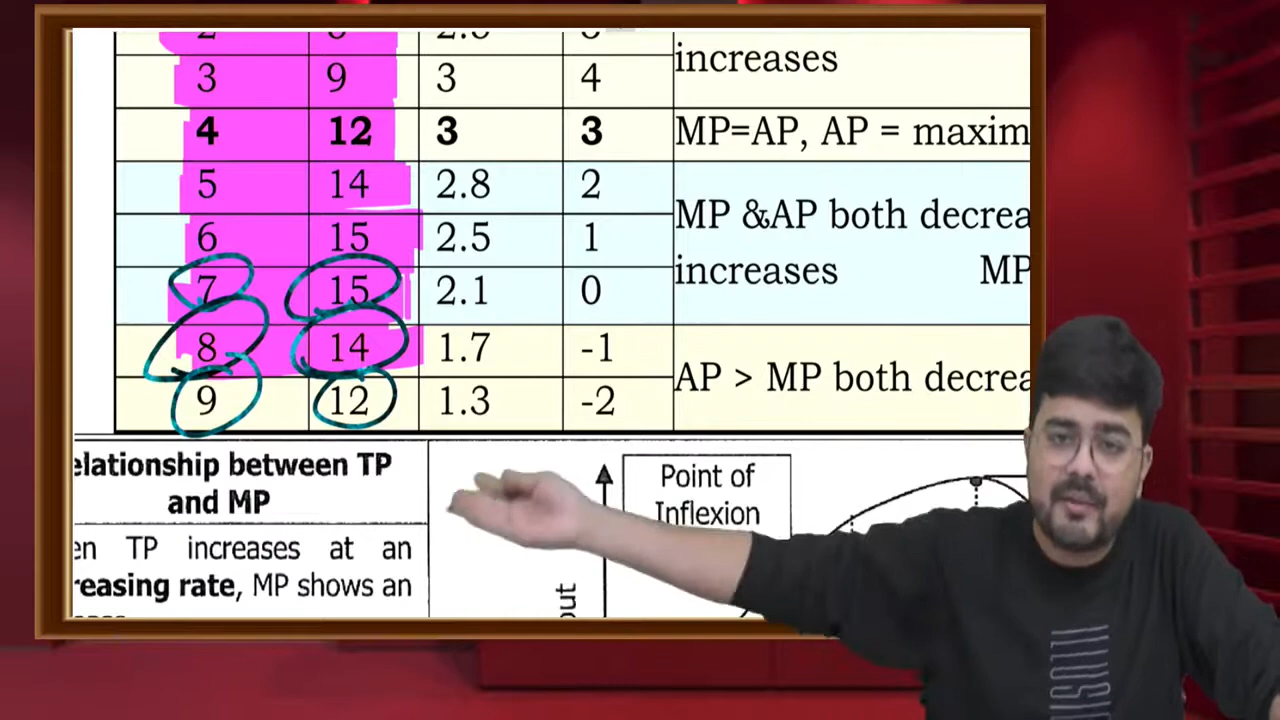 3 9 3 4
increases
4 12 3 3 MP=AP, AP = maxim
5 14 2.8 2
MP &AP both decrea
6 15 2.5 1
increases MP
7 15 2.1 0
8 14 1.7 -1
AP > MP both decrea
9 12 1.3 -2
elationship between TP
and MP
en TP increases at an
reasing rate, MP shows an
Point of
Inflexion
put
ILLUSION